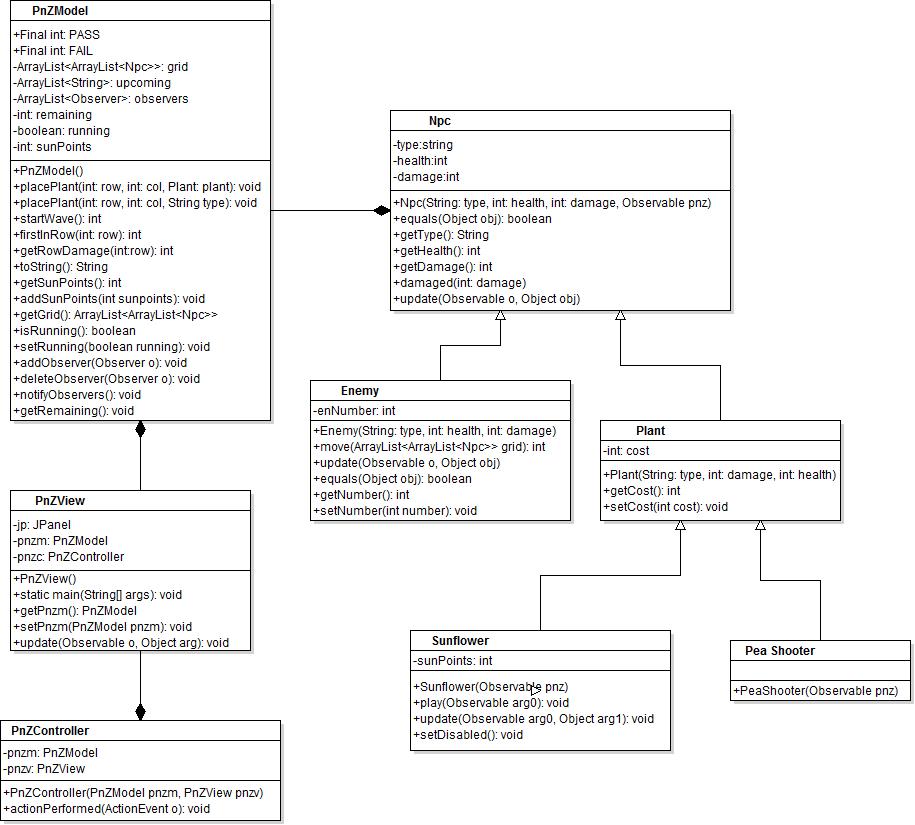 PnZModel
+Final int: PASS
+Final int: FAIL
-ArrayList<ArrayList<Npc>>: grid
-ArrayList<String>: upcoming
-ArrayList<Observer>: observers
-int: remaining
-boolean: running
-int: sunPoints
+PnZModel()
+placePlant(int: row, int: col, Plant: plant): void
+placePlant(int: row, int: col, String type): void
+startWave(): int
+firstInRow(int: row): int
+getRowDamage(int:row): int
+toString(): String
+getSunPoints(): int
+addSunPoints(int sunpoints): void
+getGrid(): ArrayList<ArrayList<Npc>>
+isRunning(): boolean
+setRunning(boolean running): void
+addObserver(Observer o): void
+deleteObserver(Observer o): void
+notifyObservers(): void
+getRemaining(): void
Npc
-type:string
-health:int
-damage:int
+Npc(String: type, int: health, int: damage, Observable pnz)
+equals(Object obj): boolean
+getType(): String
+getHealth(): int
+getDamage(): int
+damaged(int: damage)
+update(Observable o, Object obj)
Enemy
-enNumber: int
+Enemy(String: type, int: health, int: damage)
+move(ArrayList<ArrayList<Npc>> grid): int
+update(Observable o, Object obj)
+equals(Object obj): boolean
+getNumber(): int
+setNumber(int number): void
Plant
-int: cost
+Plant(String: type, int: damage, int: health)
+getCost(): int
+setCost(int cost): void
PnZView
-jp: JPanel
-pnzm: PnZModel
-pnzc: PnZController
+PnZView()
+static main(String[] args): void
+getPnzm(): PnZModel
+setPnzm(PnZModel pnzm): void
+update(Observable o, Object arg): void
Sunflower
-sunPoints: int
+Sunflower(Observable pnz)
+play(Observable arg0): void
+update(Observable arg0, Object arg1): void
+setDisabled(): void
Pea Shooter
+PeaShooter(Observable pnz)
PnZController
-pnzm: PnZModel
-pnzv: PnZView
+PnZController(PnZModel pnzm, PnZView pnzv)
+actionPerformed(ActionEvent o): void